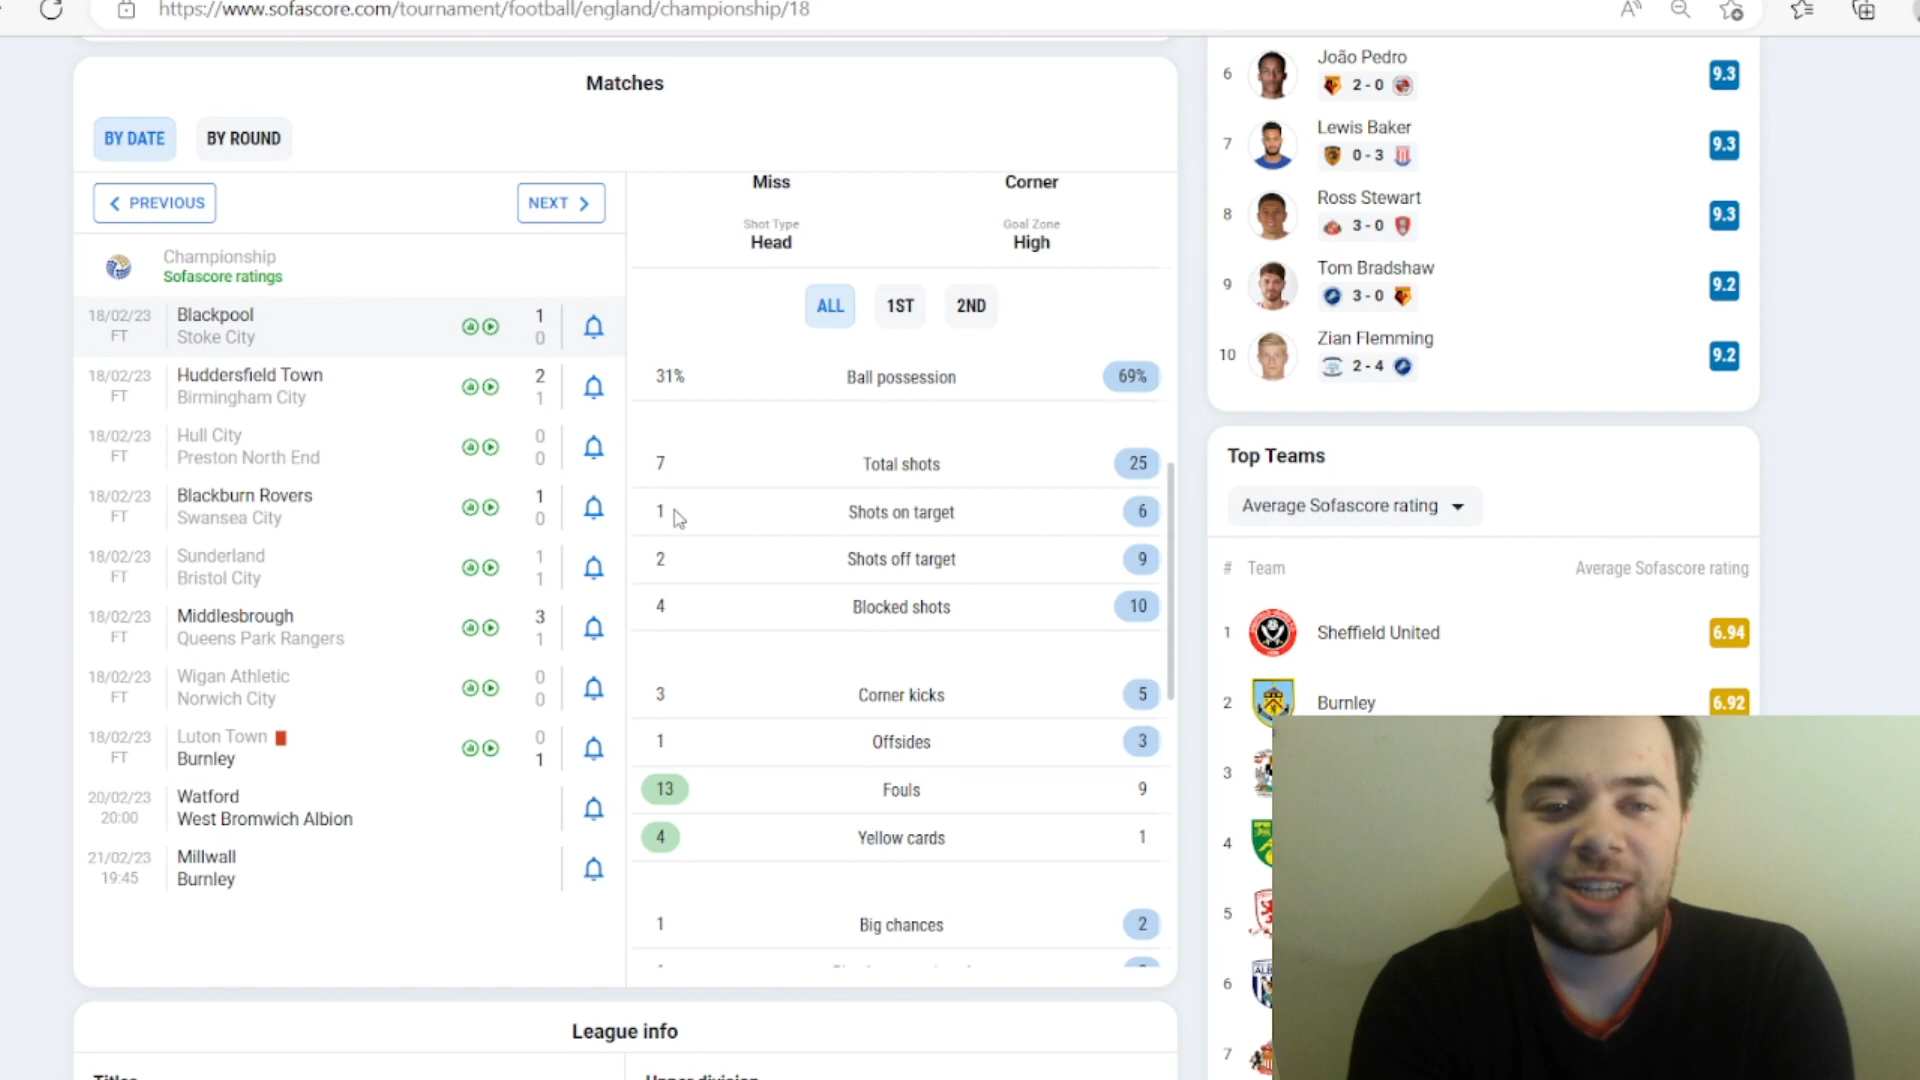 https://www.sofascore.com/tournament/football/england/championship/18
Matches
BY DATE
BY ROUND
PREVIOUS
NEXT
Championship
Sofascore ratings
18/02/23 Blackpool 1
FT Stoke City 0
18/02/23 Huddersfield Town 2
FT Birmingham City 1
18/02/23 Hull City 0
FT Preston North End 0
18/02/23 Blackburn Rovers 1
FT Swansea City 0
18/02/23 Sunderland 1
FT Bristol City 1
18/02/23 Middlesbrough 3
FT Queens Park Rangers 1
18/02/23 Wigan Athletic 0
FT Norwich City 0
18/02/23 Luton Town 0
FT Burnley 1
20/02/23 Watford
20:00 West Bromwich Albion
21/02/23 Millwall
19:45 Burnley
Miss Corner
Shot Type Goal Zone
Head High
ALL 1ST 2ND
31% Ball possession 69%
7 Total shots 25
1 Shots on target 6
2 Shots off target 9
4 Blocked shots 10
3 Corner kicks 5
1 Offsides 3
13 Fouls 9
4 Yellow cards 1
1 Big chances 2
League info
6 João Pedro 9.3
2 - 0
7 Lewis Baker 9.3
0 - 3
8 Ross Stewart 9.3
3 - 0
9 Tom Bradshaw 9.2
3 - 0
10 Zian Flemming 9.2
2 - 4
Top Teams
Average Sofascore rating
# Team Average Sofascore rating
1 Sheffield United 6.94
2 Burnley 6.92
3
4
5
6
7